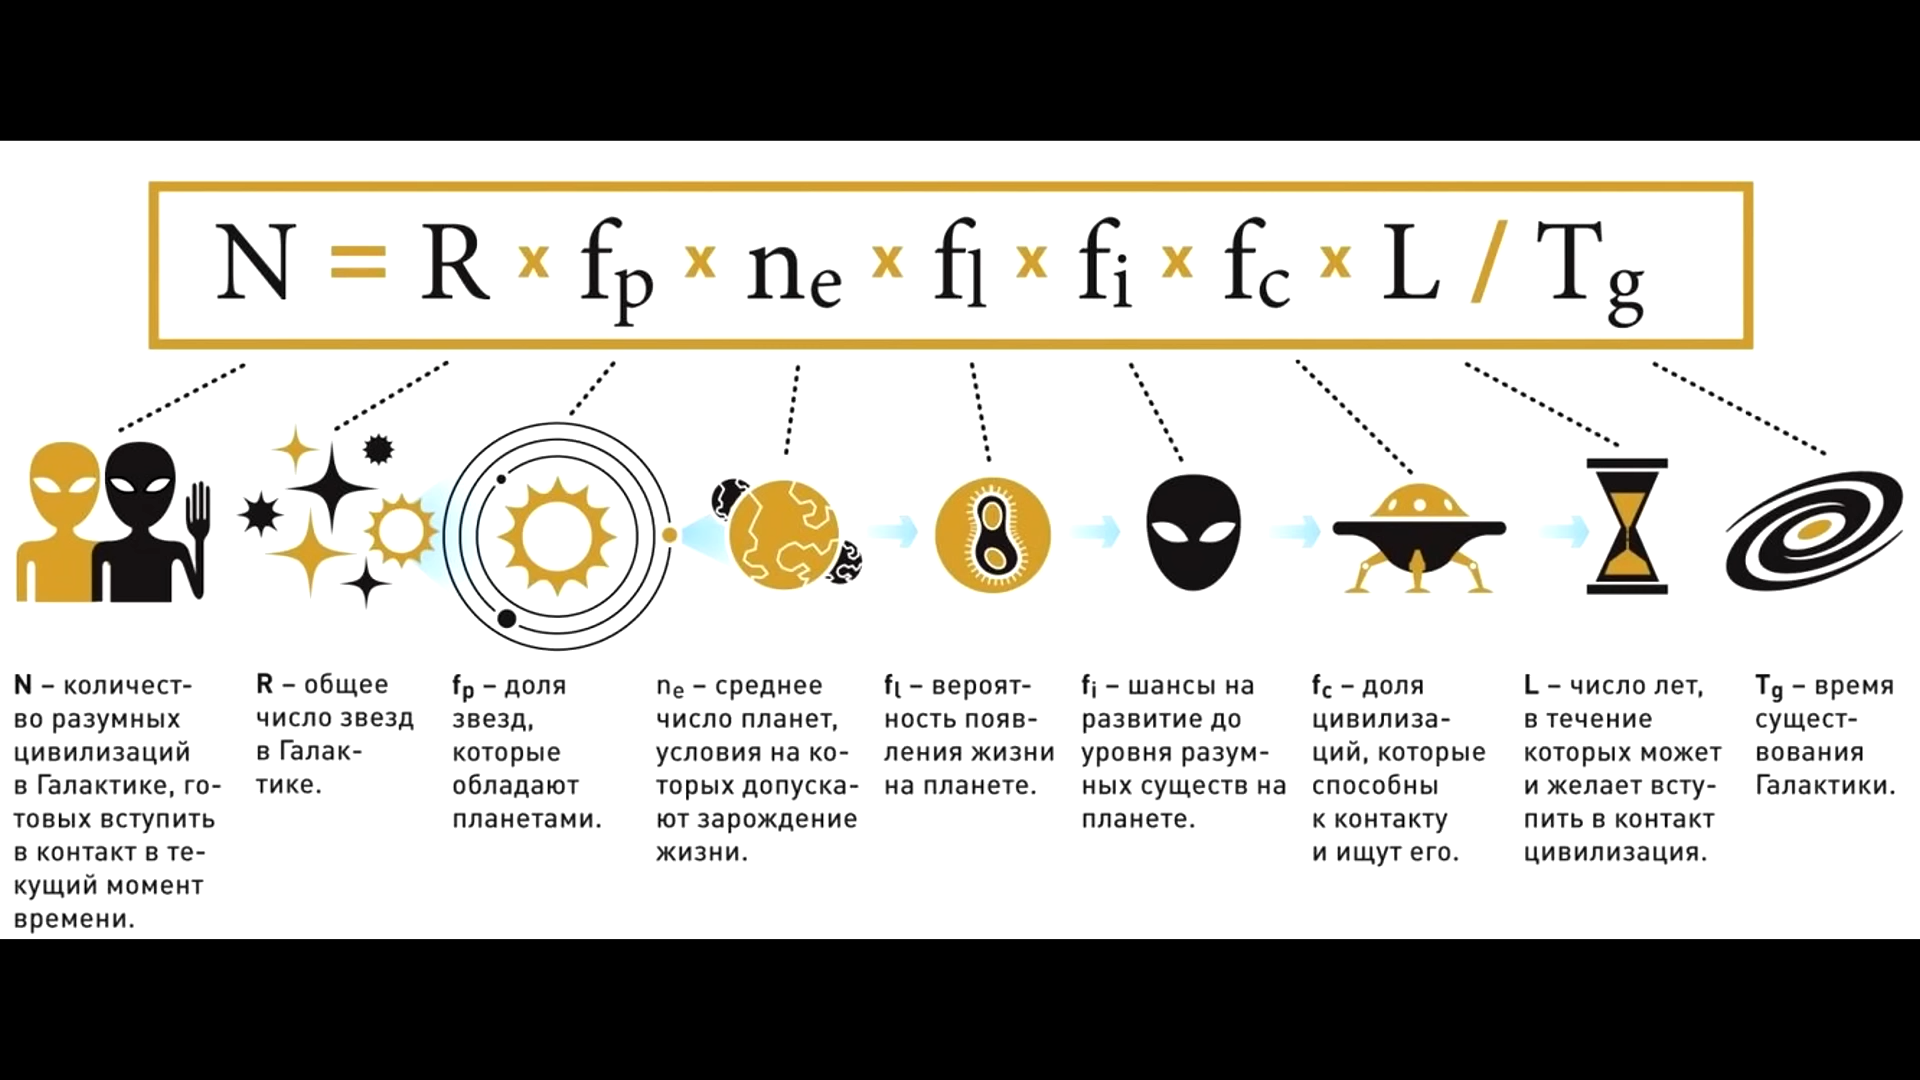 N = R x fp x ne x fl x fi x fc x L / Tg
N – количест-
во разумных
цивилизаций
в Галактике, го-
товых вступить
в контакт в те-
кущий момент
времени.
R – общее
число звезд
в Галак-
тике.
fp – доля
звезд,
которые
обладают
планетами.
ne – среднее
число планет,
условия на ко-
торых допуска-
ют зарождение
жизни.
fl – вероят-
ность появ-
ления жизни
на планете.
fi – шансы на
развитие до
уровня разум-
ных существ на
планете.
fc – доля
цивилиза-
ций, которые
способны
к контакту
и ищут его.
L – число лет,
в течение
которых может
и желает всту-
пить в контакт
цивилизация.
Tg – время
сущест-
вования
Галактики.